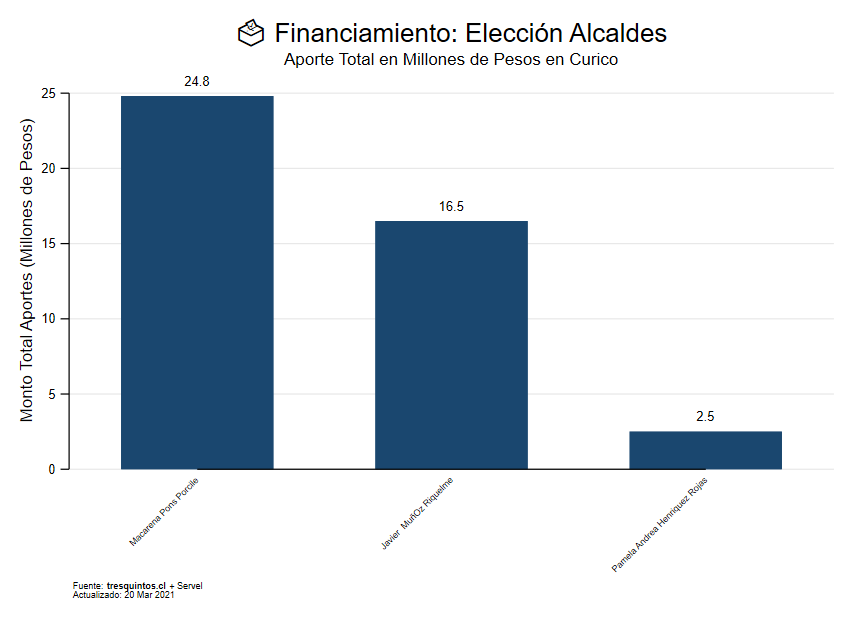 Financiamiento: Elección Alcaldes
Aporte Total en Millones de Pesos en Curico
Monto Total Aportes (Millones de Pesos)
25
20
15
10
5
0
24.8
16.5
2.5
Macarena Pons Porcile
Javier MuñOz Riquelme
Pamela Andrea Henriquez Rojas
Fuente: tresquintos.cl + Servel
Actualizado: 20 Mar 2021